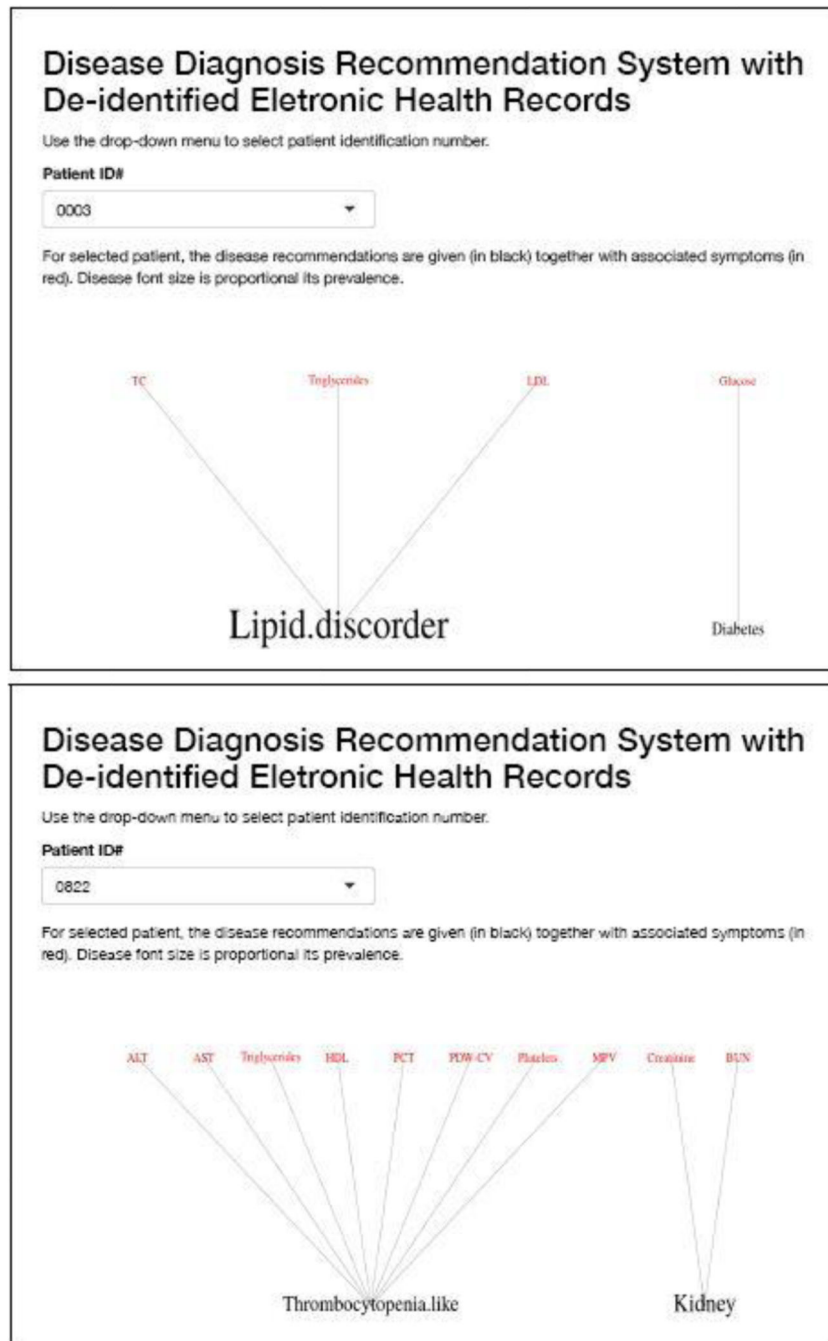 Disease Diagnosis Recommendation System with
De-identified Eletronic Health Records
Use the drop-down menu to select patient identification number.
Patient ID#
0003
For selected patient, the disease recommendations are given (in black) together with associated symptoms (in
red). Disease font size is proportional its prevalence.
TC Triglycerides LDL Glucose
Lipid.discorder Diabetes
Disease Diagnosis Recommendation System with
De-identified Eletronic Health Records
Use the drop-down menu to select patient identification number.
Patient ID#
0822
For selected patient, the disease recommendations are given (in black) together with associated symptoms (in
red). Disease font size is proportional its prevalence.
ALT AST Triglycerides HDL PCT PDW-CV Platelets MPV Creatinine BUN
Thrombocytopenia.like Kidney